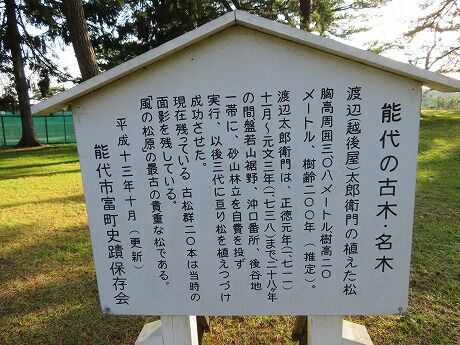 能代の古木・名木
渡辺(越後屋)太郎衛門の植えた松
胸高周囲三〇八メートル樹高二〇
メートル、樹齢二〇〇年(推定)。
渡辺太郎衛門は、正徳元年(一七一一)
十一月〜元文三年(一七三八)まで二十八ヶ年
の間盤若山裾野、沖口番所、後谷地
一帯に、砂山林立を自費を投ず
実行、以後三代に亘り松を植えつづけ
成功させた。
現在残っている古松群二〇本は当時の
面影を残している。
「風の松原の最古の貴重な松である。
平成十三年十月(更新)
能代市富町史蹟保存会